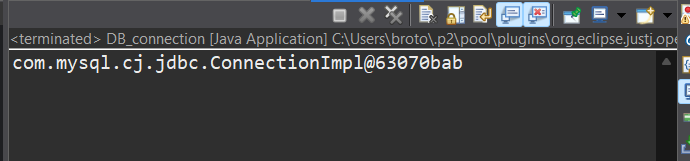 <terminated> DB_connection [Java Application] C:\Users\broto\.p2\pool\plugins\org.eclipse.justj.ope
com.mysql.cj.jdbc.ConnectionImpl@63070bab